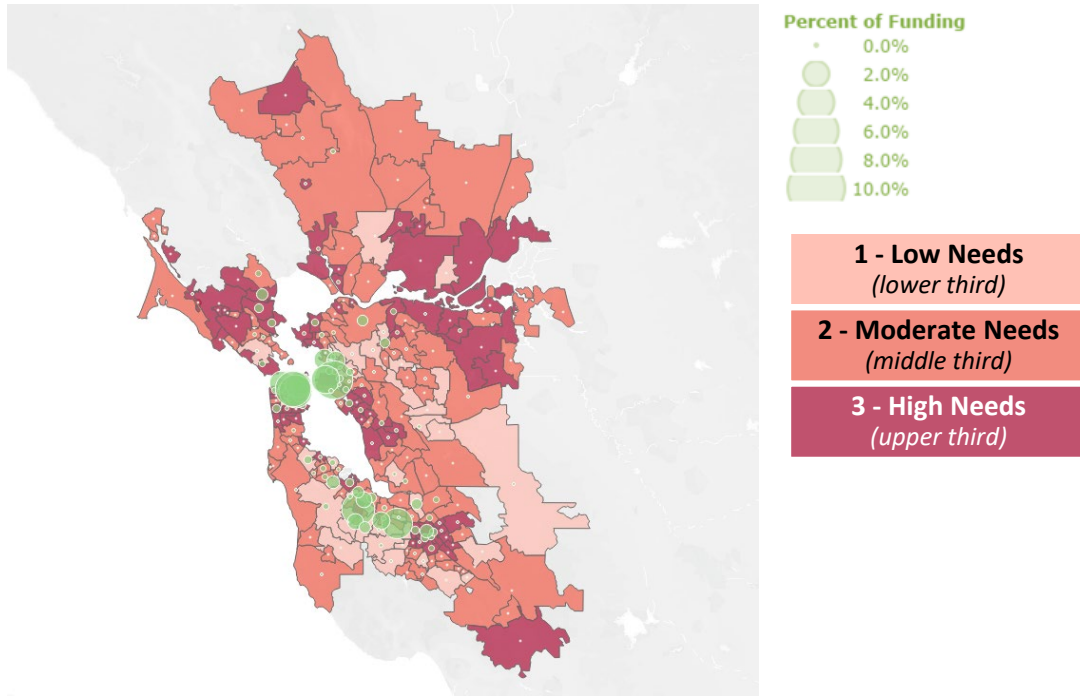 Percent of Funding
0.0%
2.0%
4.0%
6.0%
8.0%
10.0%
1 - Low Needs
(lower third)
2 - Moderate Needs
(middle third)
3 - High Needs
(upper third)